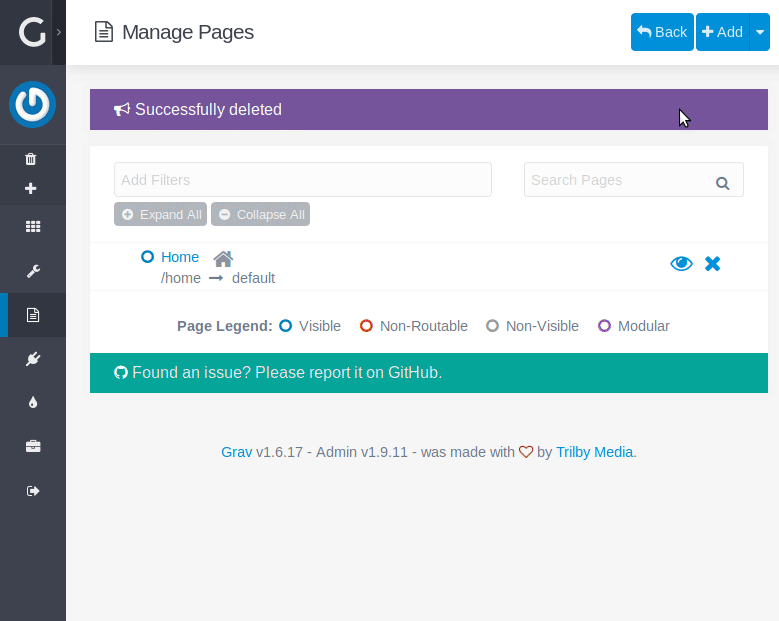 Manage Pages
Back
Add
Successfully deleted
Add Filters
Search Pages
Expand All
Collapse All
Home
/home → default
Page Legend: Visible Non-Routable Non-Visible Modular
Found an issue? Please report it on GitHub.
Grav v1.6.17 - Admin v1.9.11 - was made with ♡ by Trilby Media.